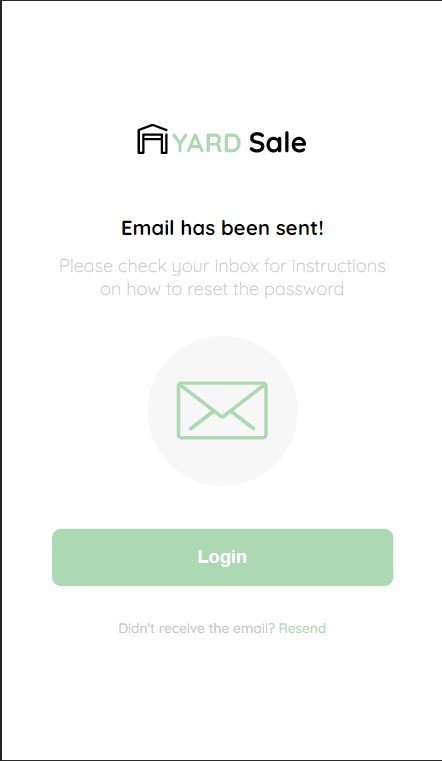 YARD Sale
Email has been sent!
Please check your inbox for instructions
on how to reset the password
Login
Didn't receive the email? Resend